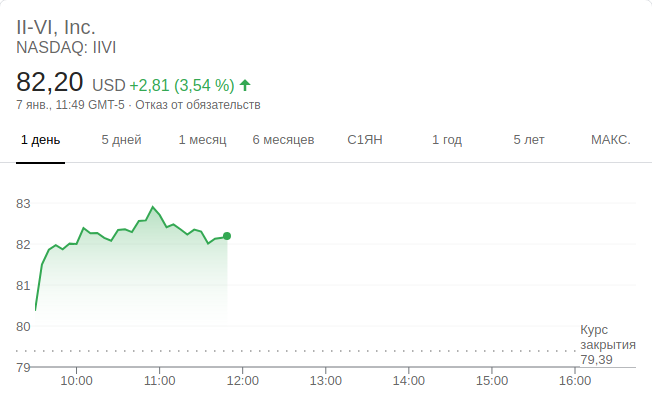 II-VI, Inc.
NASDAQ: IIVI
82,20 USD +2,81 (3,54 %)
7 янв., 11:49 GMT-5 · Отказ от обязательств
1 день 5 дней 1 месяц 6 месяцев С1ЯН 1 год 5 лет МАКС.
83
82
81
80
Курс
закрытия
79,39
79
10:00 11:00 12:00 13:00 14:00 15:00 16:00